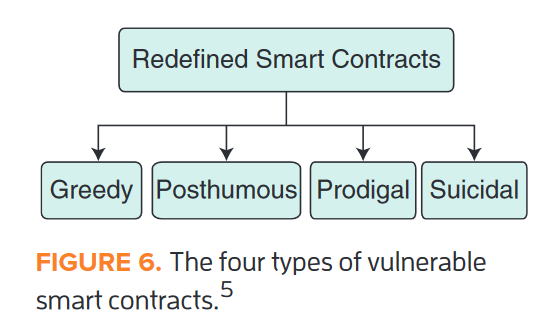 Redefined Smart Contracts
Greedy Posthumous Prodigal Suicidal
FIGURE 6. The four types of vulnerable
smart contracts.5